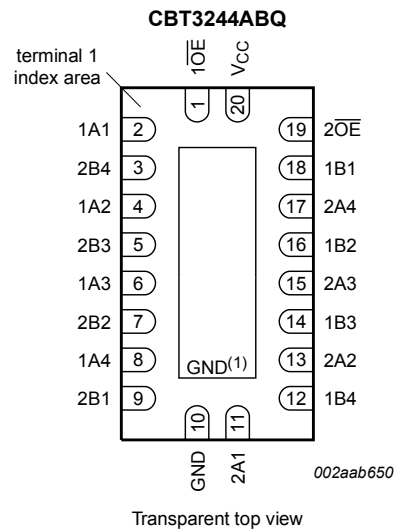 CBT3244ABQ
terminal 1
index area
1O̅E̅
VCC
1
20
1A1 2
19 2O̅E̅
2B4 3
18 1B1
1A2 4
17 2A4
2B3 5
16 1B2
1A3 6
15 2A3
2B2 7
14 1B3
1A4 8
13 2A2
GND(1)
2B1 9
12 1B4
10
11
GND
2A1
002aab650
Transparent top view